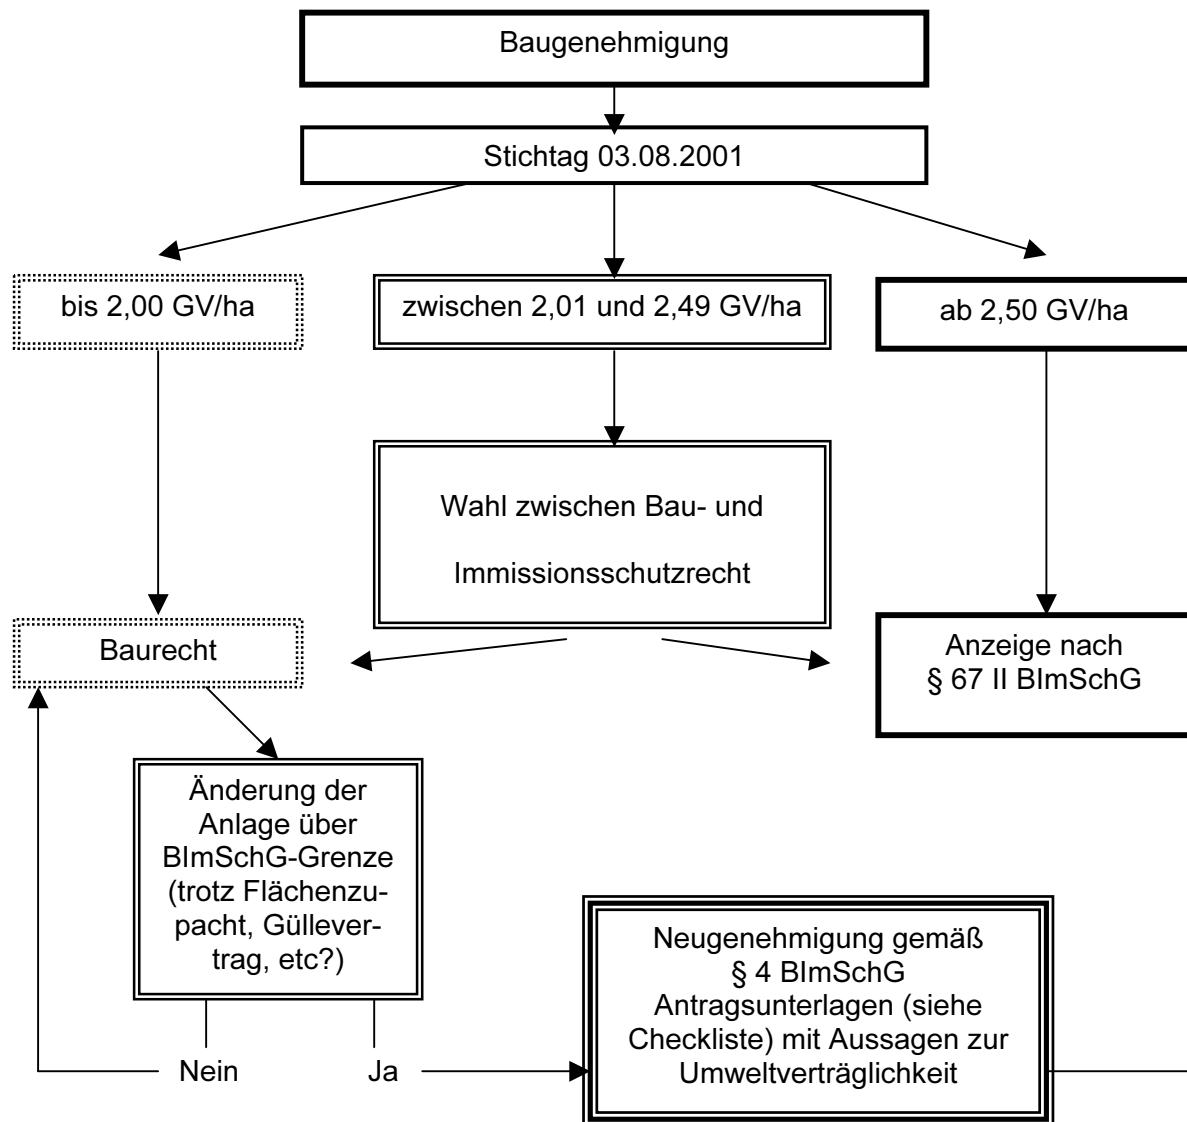 Baugenehmigung
Stichtag 03.08.2001
bis 2,00 GV/ha
zwischen 2,01 und 2,49 GV/ha
ab 2,50 GV/ha
Wahl zwischen Bau- und
Immissionsschutzrecht
Baurecht
Anzeige nach
§ 67 II BImSchG
Änderung der
Anlage über
BImSchG-Grenze
(trotz Flächenzu-
pacht, Güllever-
trag, etc?)
Nein
Ja
Neugenehmigung gemäß
§ 4 BImSchG
Antragsunterlagen (siehe
Checkliste) mit Aussagen zur
Umweltverträglichkeit